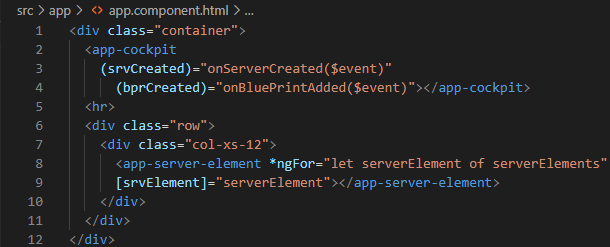 src > app > <> app.component.html > ...
1 <div class="container">
2 <app-cockpit
3 (srvCreated)="onServerCreated($event)"
4 (bprCreated)="onBluePrintAdded($event)"></app-cockpit>
5 <hr>
6 <div class="row">
7 <div class="col-xs-12">
8 <app-server-element *ngFor="let serverElement of serverElements"
9 [srvElement]="serverElement"></app-server-element>
10 </div>
11 </div>
12 </div>